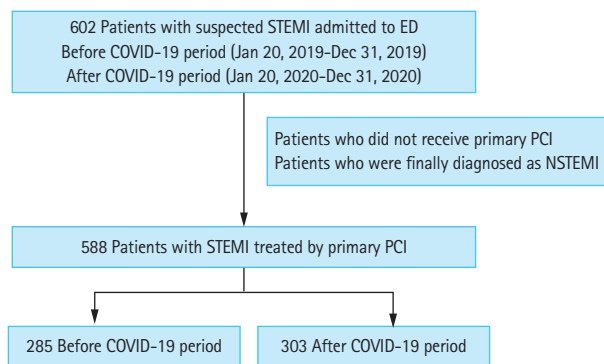 602 Patients with suspected STEMI admitted to ED
Before COVID-19 period (Jan 20, 2019-Dec 31, 2019)
After COVID-19 period (Jan 20, 2020-Dec 31, 2020)
Patients who did not receive primary PCI
Patients who were finally diagnosed as NSTEMI
588 Patients with STEMI treated by primary PCI
285 Before COVID-19 period
303 After COVID-19 period